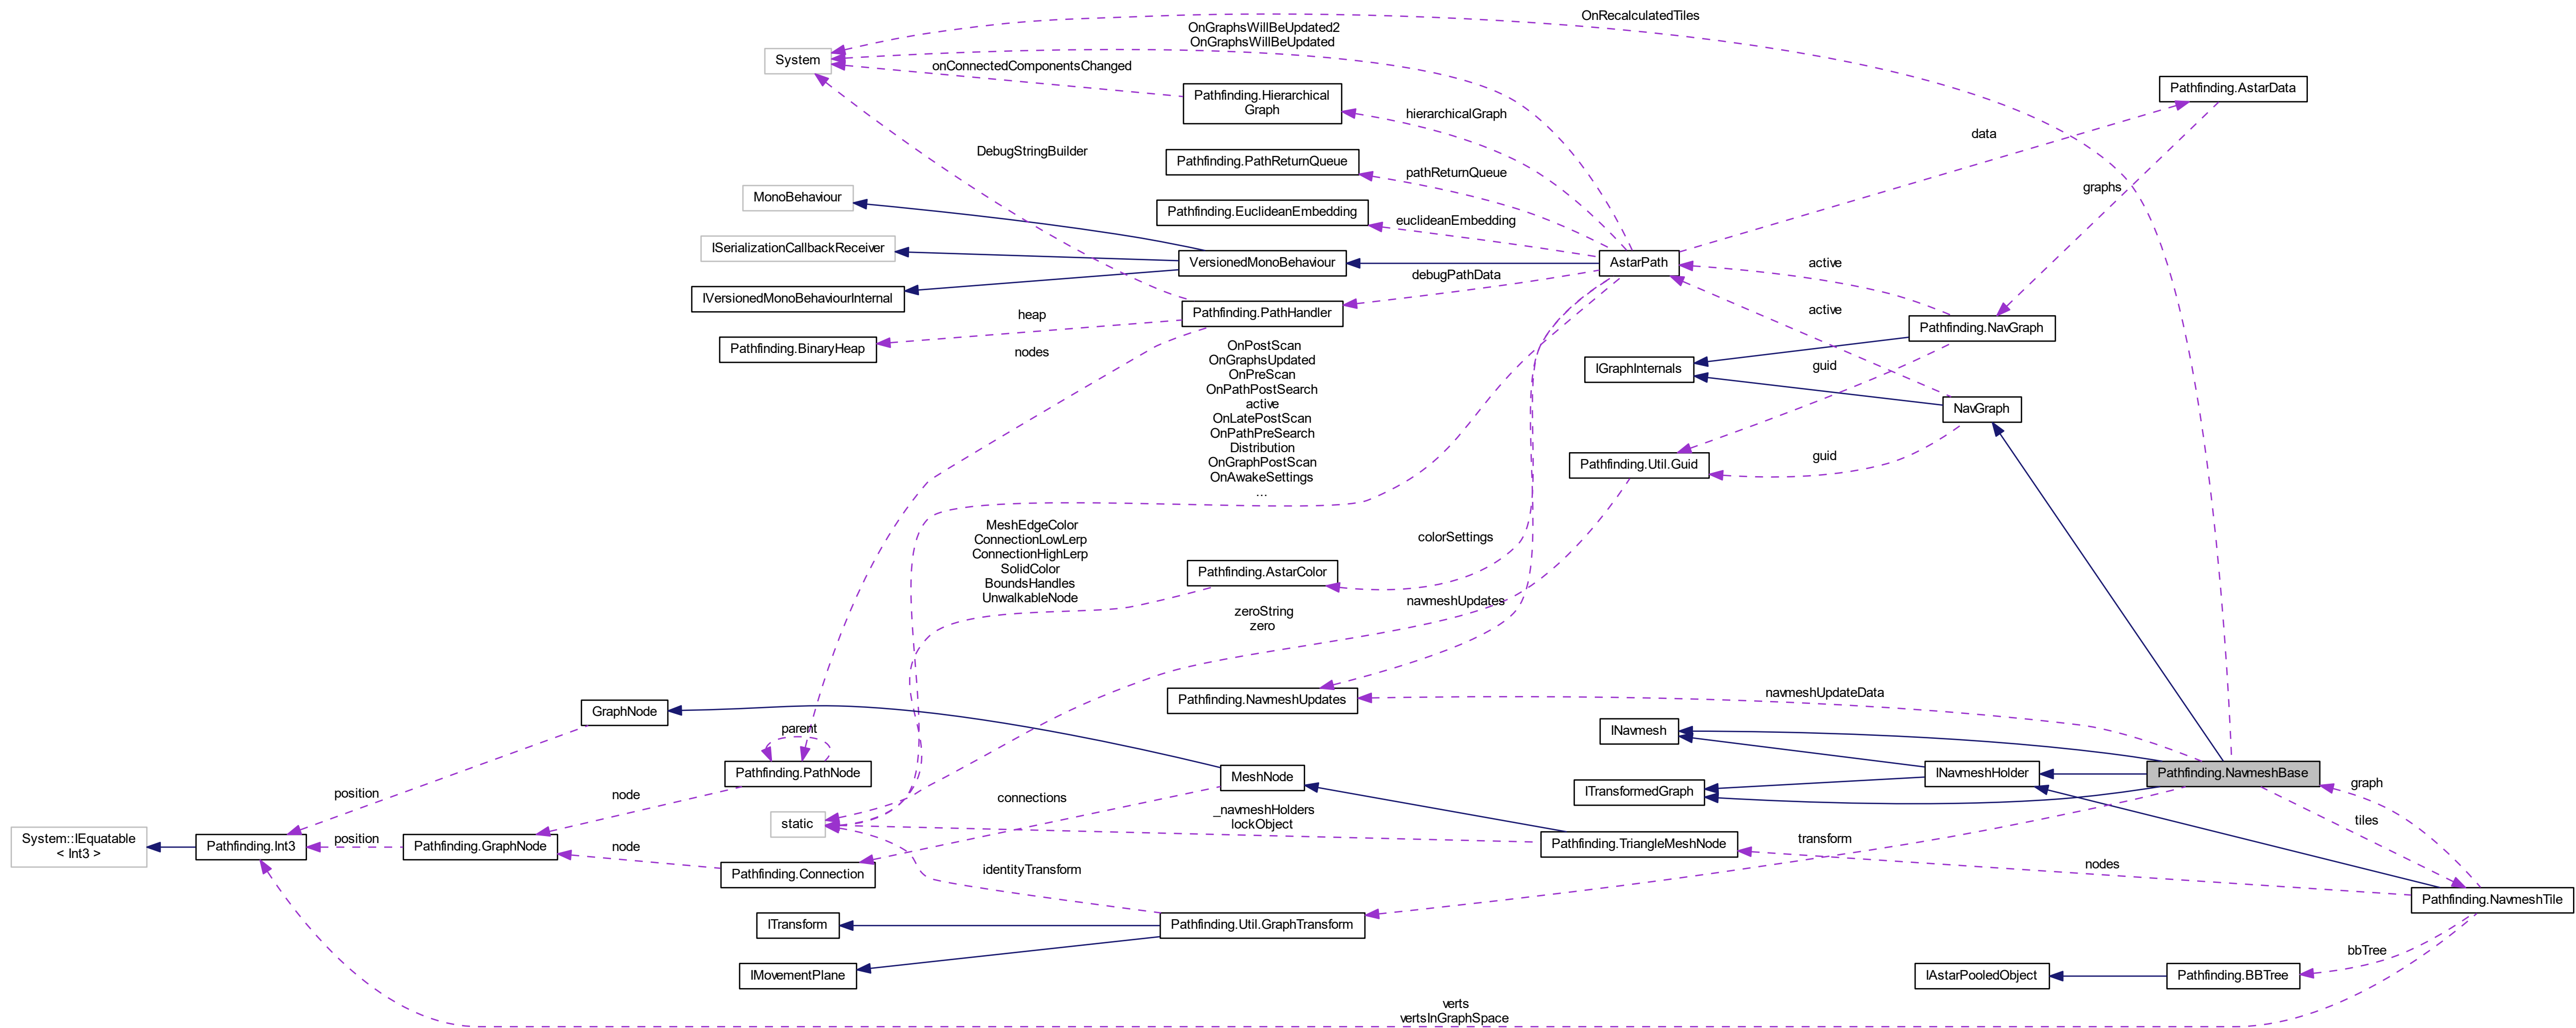 OnRecalculatedTiles
OnGraphsWillBeUpdated2
OnGraphsWillBeUpdated
System
onConnectedComponentsChanged
Pathfinding.AstarData
Pathfinding.Hierarchical
Graph
hierarchicalGraph
data
DebugStringBuilder
Pathfinding.PathReturnQueue
pathReturnQueue
graphs
MonoBehaviour
Pathfinding.EuclideanEmbedding
euclideanEmbedding
ISerializationCallbackReceiver
VersionedMonoBehaviour
AstarPath
active
debugPathData
IVersionedMonoBehaviourInternal
Pathfinding.PathHandler
heap
active
Pathfinding.NavGraph
Pathfinding.BinaryHeap
nodes
OnPostScan
OnGraphsUpdated
OnPreScan
OnPathPostSearch
active
OnLatePostScan
OnPathPreSearch
Distribution
OnGraphPostScan
OnAwakeSettings
...
IGraphInternals
guid
NavGraph
Pathfinding.Util.Guid
guid
MeshEdgeColor
ConnectionLowLerp
ConnectionHighLerp
SolidColor
BoundsHandles
UnwalkableNode
colorSettings
Pathfinding.AstarColor
zeroString
zero
navmeshUpdates
Pathfinding.NavmeshUpdates
navmeshUpdateData
GraphNode
parent
INavmesh
Pathfinding.PathNode
MeshNode
INavmeshHolder
Pathfinding.NavmeshBase
graph
position
node
connections
ITransformedGraph
_navmeshHolders
lockObject
static
tiles
System::IEquatable
< Int3 >
Pathfinding.Int3
position
Pathfinding.GraphNode
node
Pathfinding.TriangleMeshNode
transform
Pathfinding.Connection
identityTransform
nodes
Pathfinding.NavmeshTile
ITransform
Pathfinding.Util.GraphTransform
bbTree
IMovementPlane
IAstarPooledObject
Pathfinding.BBTree
verts
vertsInGraphSpace